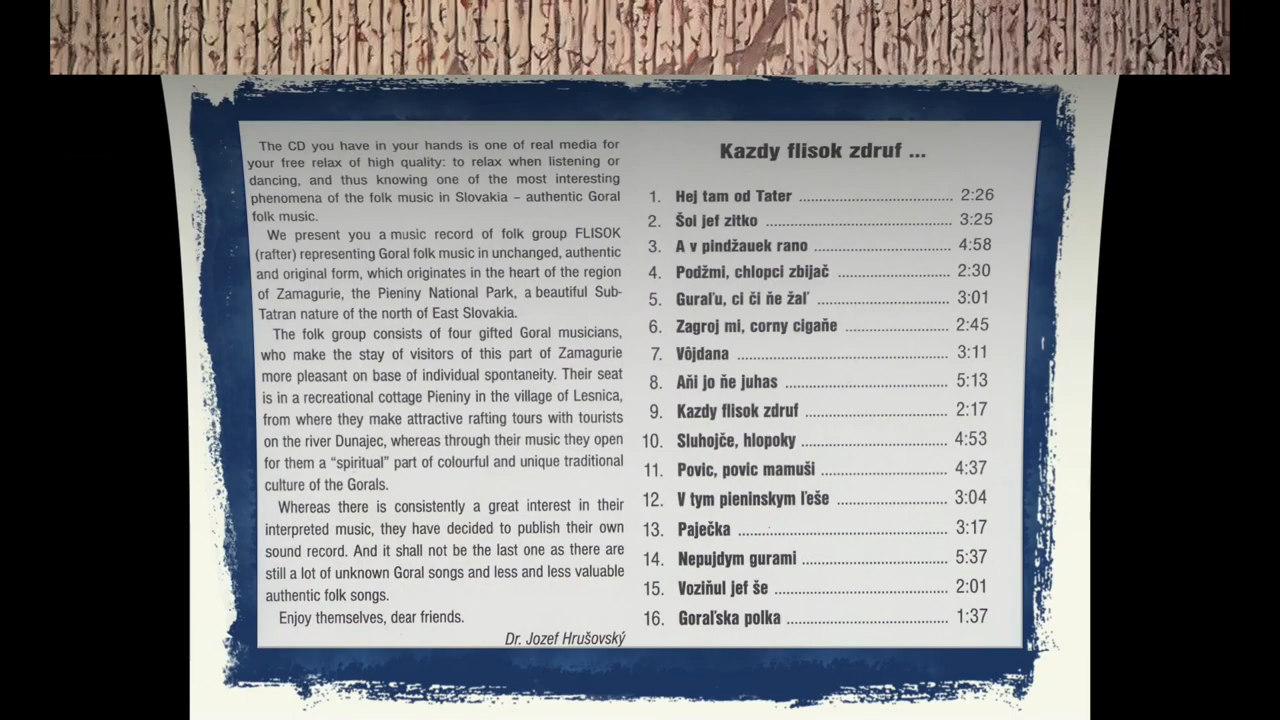 The CD you have in your hands is one of real media for
your free relax of high quality: to relax when listening or
dancing, and thus knowing one of the most interesting
phenomena of the folk music in Slovakia – authentic Goral
folk music.
We present you a music record of folk group FLISOK
(rafter) representing Goral folk music in unchanged, authentic
and original form, which originates in the heart of the region
of Zamagurie, the Pieniny National Park, a beautiful Sub-
Tatran nature of the north of East Slovakia.
The folk group consists of four gifted Goral musicians,
who make the stay of visitors of this part of Zamagurie
more pleasant on base of individual spontaneity. Their seat
is in a recreational cottage Pieniny in the village of Lesnica,
from where they make attractive rafting tours with tourists
on the river Dunajec, whereas through their music they open
for them a “spiritual” part of colourful and unique traditional
culture of the Gorals.
Whereas there is consistently a great interest in their
interpreted music, they have decided to publish their own
sound record. And it shall not be the last one as there are
still a lot of unknown Goral songs and less and less valuable
authentic folk songs.
Enjoy themselves, dear friends.
Dr. Jozef Hrušovský
Kazdy flisok zdruf ...
1. Hej tam od Tater 2:26
2. Šoi jef zitko 3:25
3. A v pindžauek rano 4:58
4. Podžmi, chlopci zbijač 2:30
5. Guraľu, ci či ňe žaľ 3:01
6. Zagroj mi, corny cigaňe 2:45
7. Vôjdana 3:11
8. Aňi jo ňe juhas 5:13
9. Kazdy flisok zdruf 2:17
10. Sluhojče, hlopoky 4:53
11. Povic, povic mamuši 4:37
12. V tym pieninskym ľeše 3:04
13. Paječka 3:17
14. Nepujdym gurami 5:37
15. Voziňul jef še 2:01
16. Goraľska polka 1:37